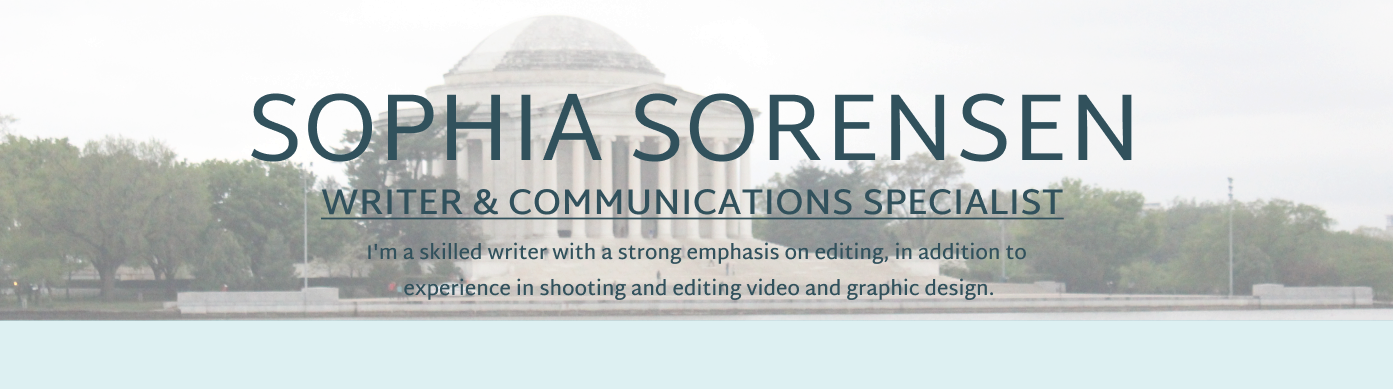 SOPHIA SORENSEN
WRITER & COMMUNICATIONS SPECIALIST
I'm a skilled writer with a strong emphasis on editing, in addition to
experience in shooting and editing video and graphic design.